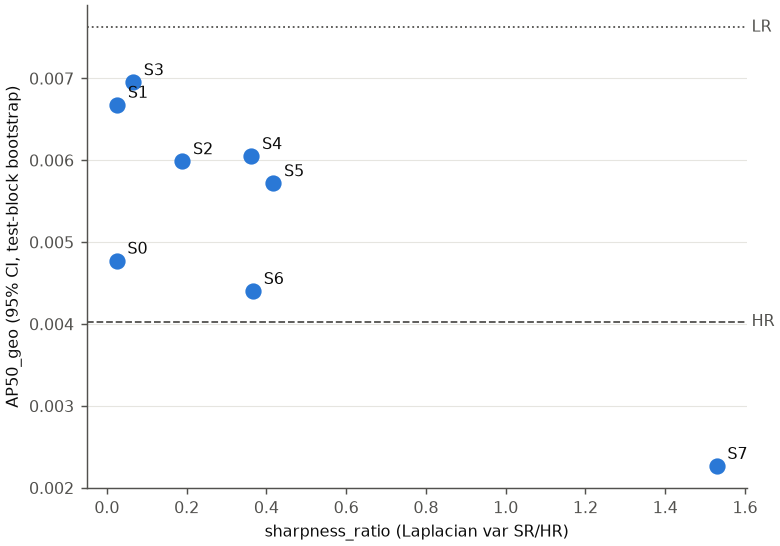 LR
0.007
S3
S1
S4
S2
0.006
S5
S0
0.005
S6
HR
0.004
0.003
S7
0.002
0.0 0.2 0.4 0.6 0.8 1.0 1.2 1.4 1.6
sharpness_ratio (Laplacian var SR/HR)
AP50_geo (95% CI, test-block bootstrap)